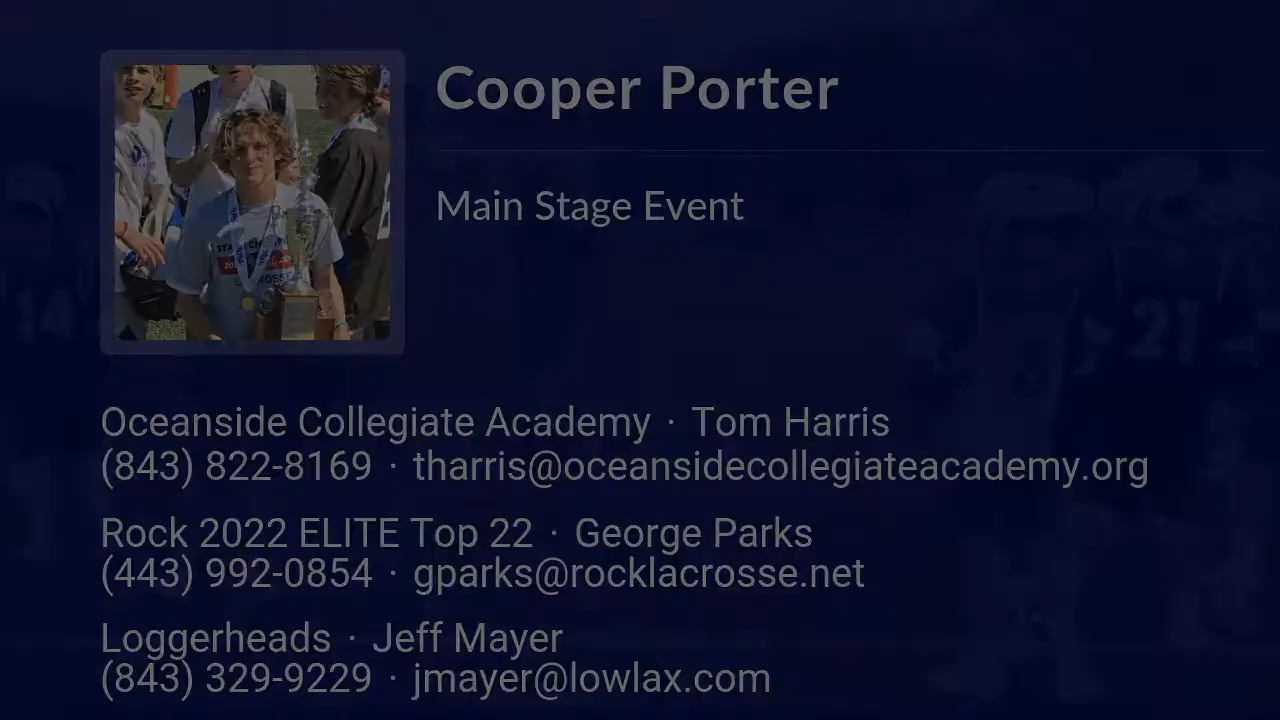 Cooper Porter
Main Stage Event
Oceanside Collegiate Academy · Tom Harris
(843) 822-8169 · tharris@oceansidecollegiateacademy.org
Rock 2022 ELITE Top 22 · George Parks
(443) 992-0854 · gparks@rocklacrosse.net
Loggerheads · Jeff Mayer
(843) 329-9229 · jmayer@lowlax.com
21